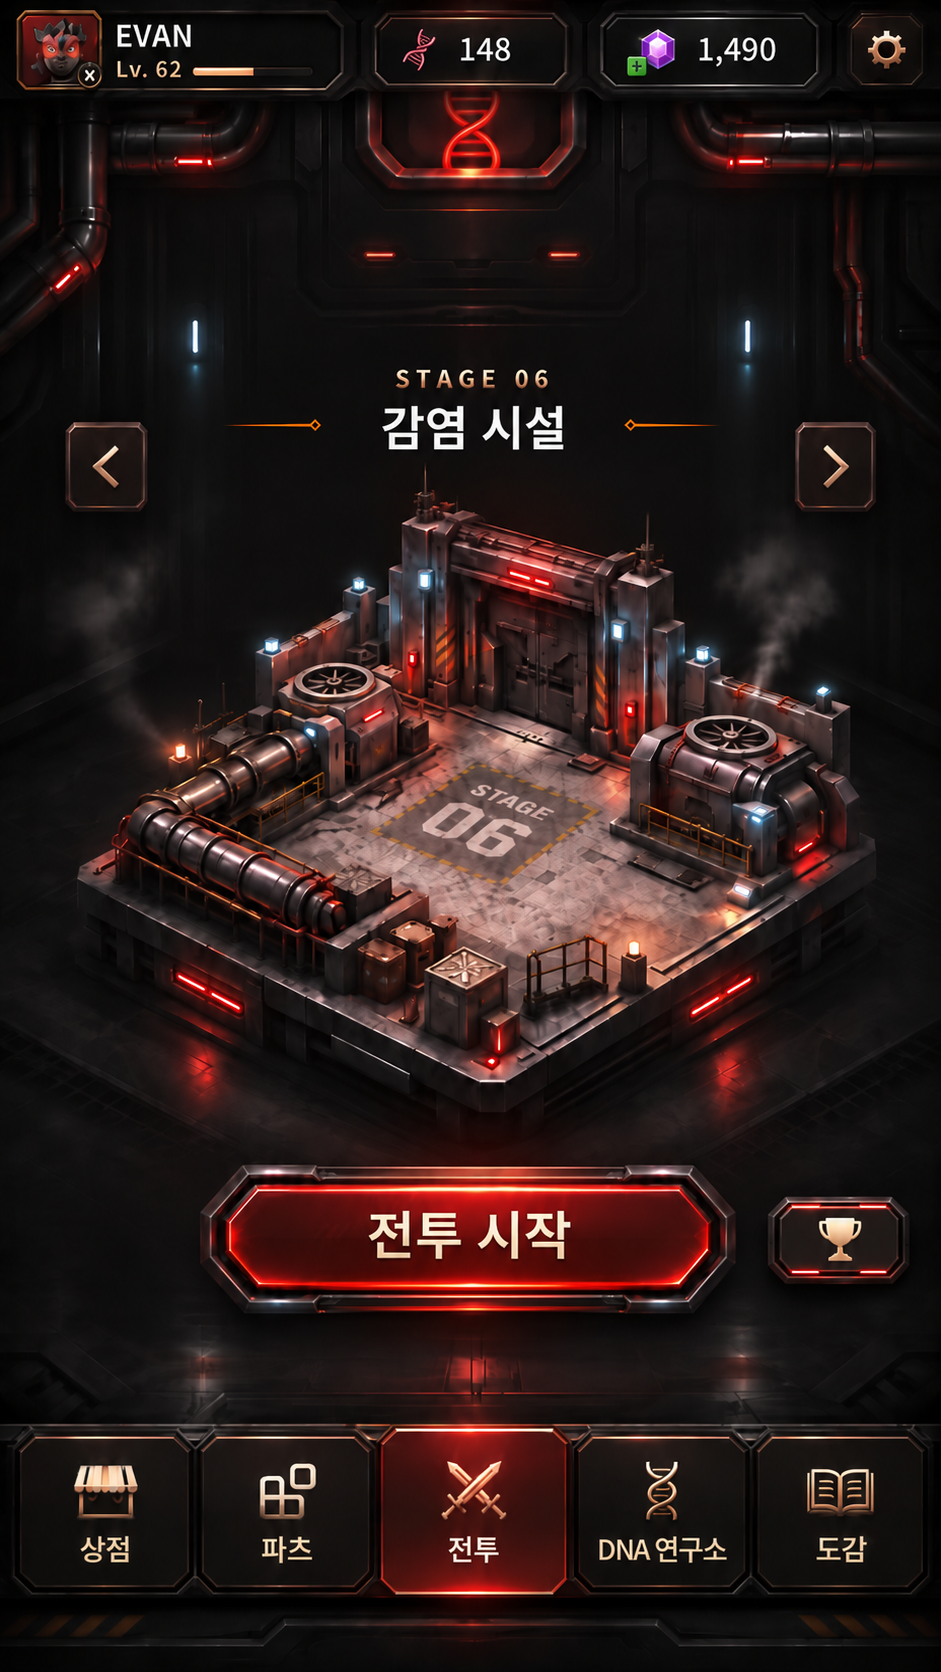 EVAN
Lv. 62
148
1,490
STAGE 06
감염 시설
STAGE
06
전투 시작
상점
파츠
전투
DNA 연구소
도감